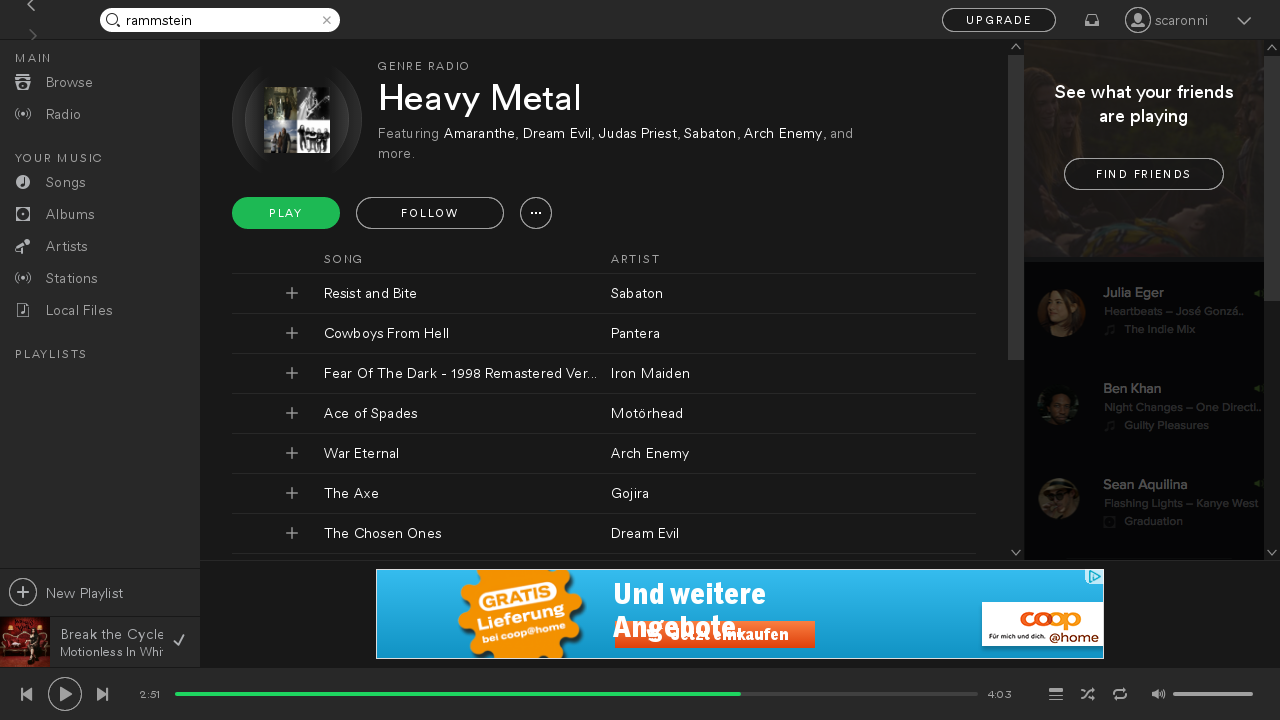 rammstein
UPGRADE
scaronni
MAIN
Browse
Radio
YOUR MUSIC
Songs
Albums
Artists
Stations
Local Files
PLAYLISTS
New Playlist
Break the Cycle
Motionless In Whi
GENRE RADIO
Heavy Metal
Featuring Amaranthe, Dream Evil, Judas Priest, Sabaton, Arch Enemy, and
more.
PLAY
FOLLOW
SONG ARTIST
Resist and Bite Sabaton
Cowboys From Hell Pantera
Fear Of The Dark - 1998 Remastered Ver... Iron Maiden
Ace of Spades Motörhead
War Eternal Arch Enemy
The Axe Gojira
The Chosen Ones Dream Evil
See what your friends
are playing
FIND FRIENDS
Julia Eger
Heartbeats – José Gonzá..
The Indie Mix
Ben Khan
Night Changes – One Directi..
Guilty Pleasures
Sean Aquilina
Flashing Lights – Kanye West
Graduation
GRATIS
Lieferung
bei coop@home
Und weitere
Angebote.
Jetzt einkaufen
coop
Für mich und dich.
@home
2:51
4:03